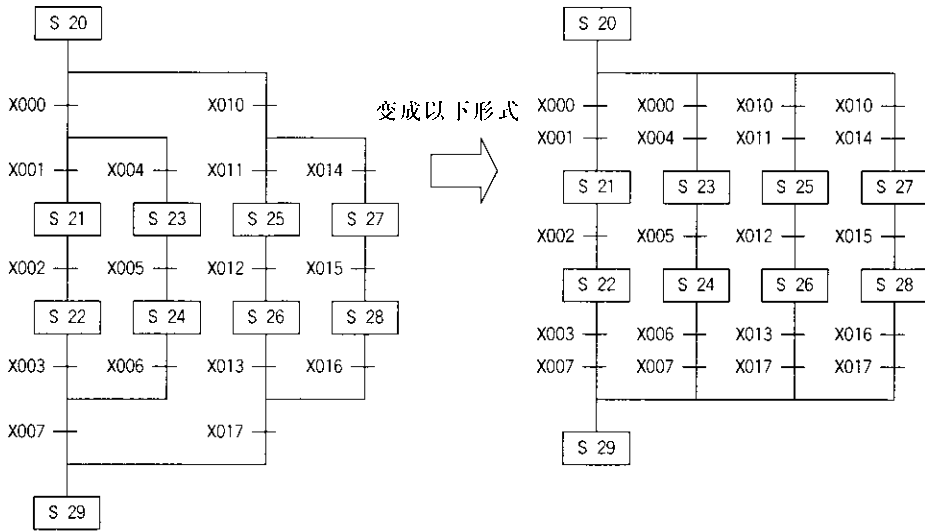 S 20
X000 X010
X001 X004 X011 X014
S 21 S 23 S 25 S 27
X002 X005 X012 X015
S 22 S 24 S 26 S 28
X003 X006 X013 X016
X007 X017
S 29
变成以下形式
S 20
X000 X000 X010 X010
X001 X004 X011 X014
S 21 S 23 S 25 S 27
X002 X005 X012 X015
S 22 S 24 S 26 S 28
X003 X006 X013 X016
X007 X007 X017 X017
S 29